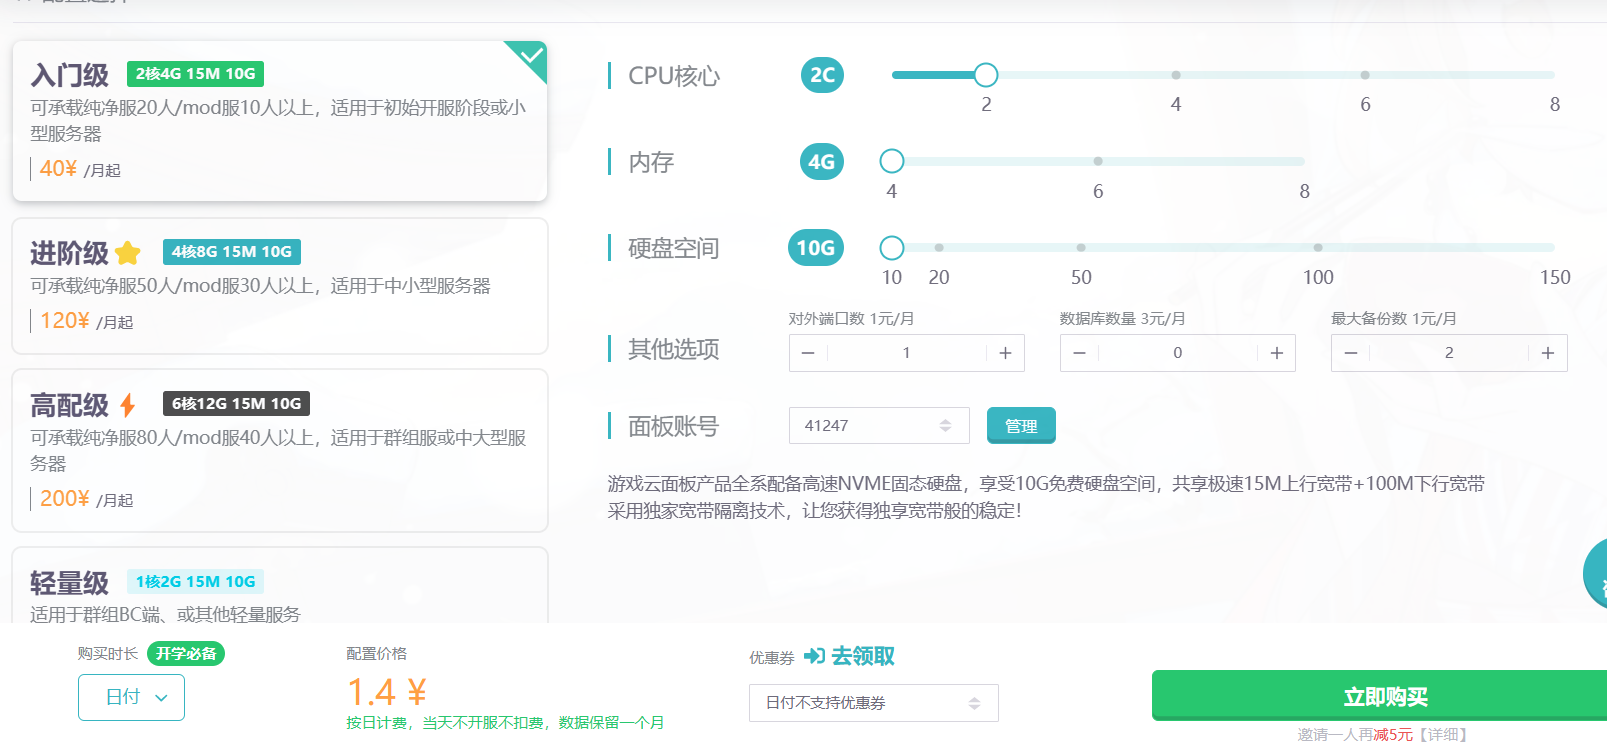 入门级 2核4G 15M 10G
可承载纯净服20人/mod服10人以上，适用于初始开服阶段或小
型服务器
40¥ /月起
进阶级 4核8G 15M 10G
可承载纯净服50人/mod服30人以上，适用于中小型服务器
120¥ /月起
高配级 6核12G 15M 10G
可承载纯净服80人/mod服40人以上，适用于群组服或中大型服
务器
200¥ /月起
轻量级 1核2G 15M 10G
适用于群组BC端、或其他轻量服务
CPU核心 2C
2 4 6 8
内存 4G
4 6 8
硬盘空间 10G
10 20 50 100 150
对外端口数 1元/月 数据库数量 3元/月 最大备份数 1元/月
其他选项 − 1 + − 0 + − 2 +
面板账号 41247 管理
游戏云面板产品全系配备高速NVME固态硬盘，享受10G免费硬盘空间，共享极速15M上行宽带+100M下行宽带
采用独家宽带隔离技术，让您获得独享宽带般的稳定！
购买时长 开学必备
日付
配置价格
1.4 ¥
按日计费，当天不开服不扣费，数据保留一个月
优惠券 去领取
日付不支持优惠券
立即购买
邀请一人再减5元【详细】